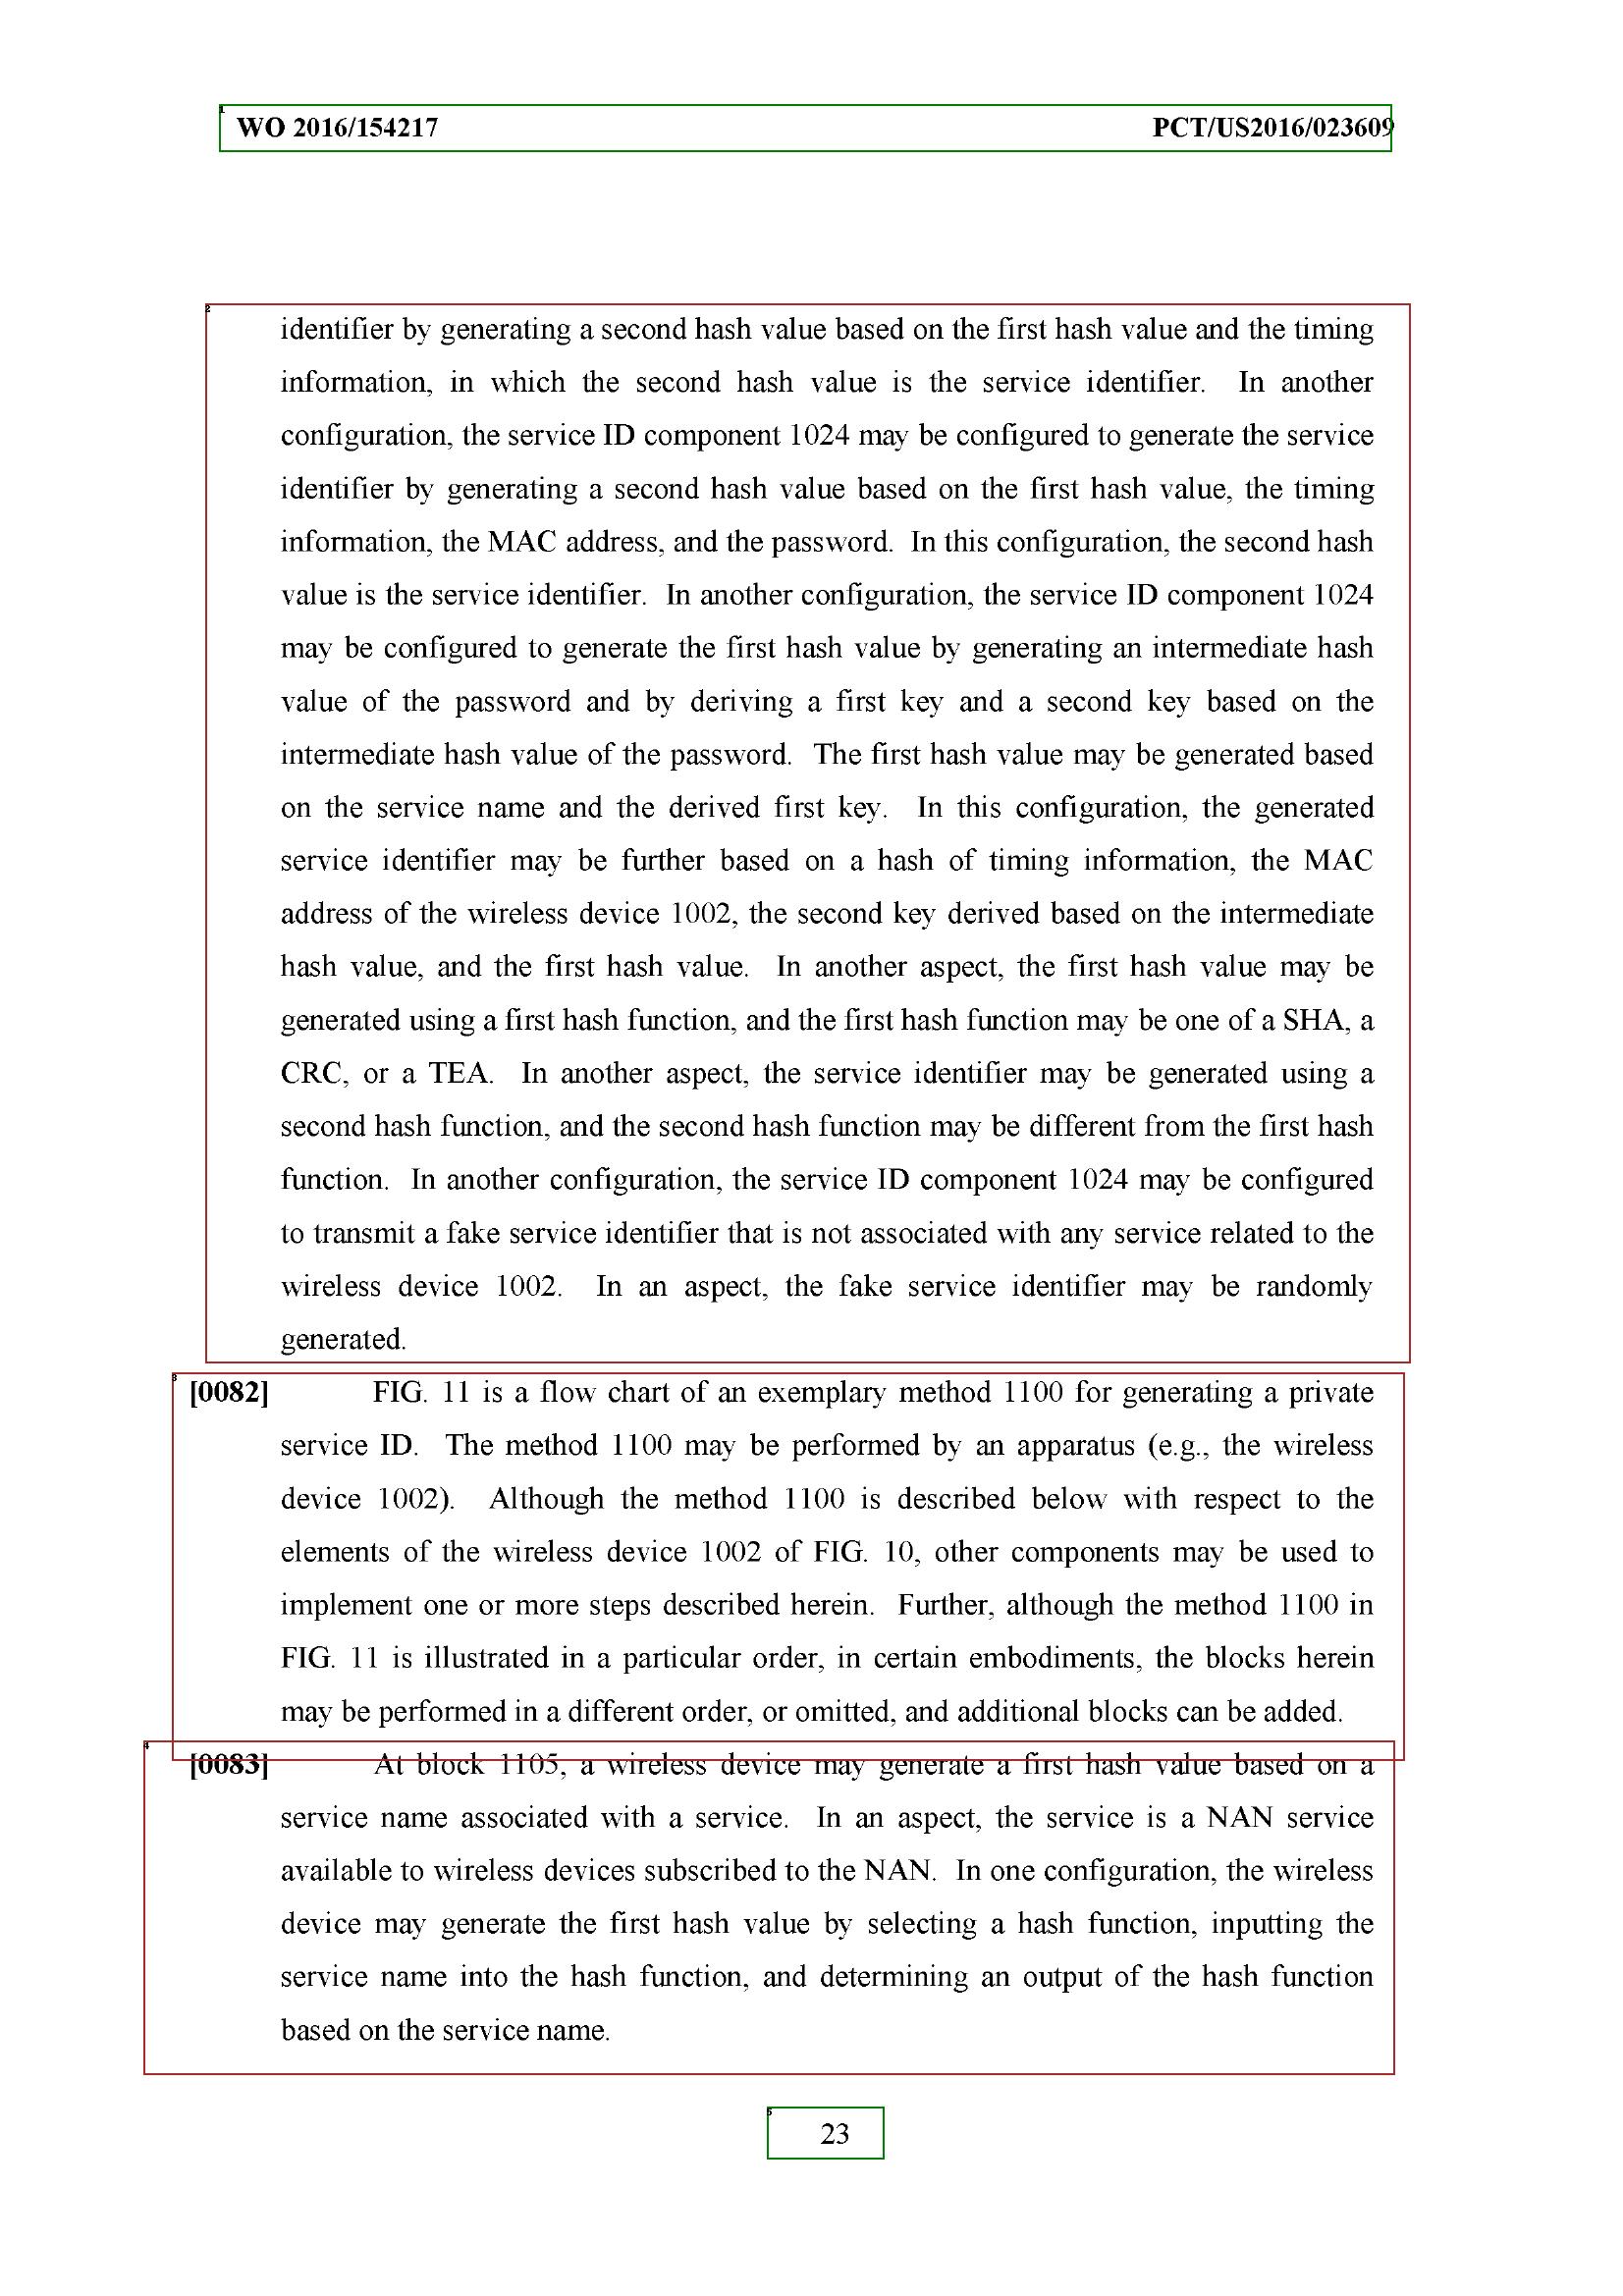 WO 2016/154217 PCT/US2016/023609
identifier by generating a second hash value based on the first hash value and the timing
information, in which the second hash value is the service identifier. In another
configuration, the service ID component 1024 may be configured to generate the service
identifier by generating a second hash value based on the first hash value, the timing
information, the MAC address, and the password. In this configuration, the second hash
value is the service identifier. In another configuration, the service ID component 1024
may be configured to generate the first hash value by generating an intermediate hash
value of the password and by deriving a first key and a second key based on the
intermediate hash value of the password. The first hash value may be generated based
on the service name and the derived first key. In this configuration, the generated
service identifier may be further based on a hash of timing information, the MAC
address of the wireless device 1002, the second key derived based on the intermediate
hash value, and the first hash value. In another aspect, the first hash value may be
generated using a first hash function, and the first hash function may be one of a SHA, a
CRC, or a TEA. In another aspect, the service identifier may be generated using a
second hash function, and the second hash function may be different from the first hash
function. In another configuration, the service ID component 1024 may be configured
to transmit a fake service identifier that is not associated with any service related to the
wireless device 1002. In an aspect, the fake service identifier may be randomly
generated.
[0082] FIG. 11 is a flow chart of an exemplary method 1100 for generating a private
service ID. The method 1100 may be performed by an apparatus (e.g., the wireless
device 1002). Although the method 1100 is described below with respect to the
elements of the wireless device 1002 of FIG. 10, other components may be used to
implement one or more steps described herein. Further, although the method 1100 in
FIG. 11 is illustrated in a particular order, in certain embodiments, the blocks herein
may be performed in a different order, or omitted, and additional blocks can be added.
[0083] At block 1105, a wireless device may generate a first hash value based on a
service name associated with a service. In an aspect, the service is a NAN service
available to wireless devices subscribed to the NAN. In one configuration, the wireless
device may generate the first hash value by selecting a hash function, inputting the
service name into the hash function, and determining an output of the hash function
based on the service name.
23